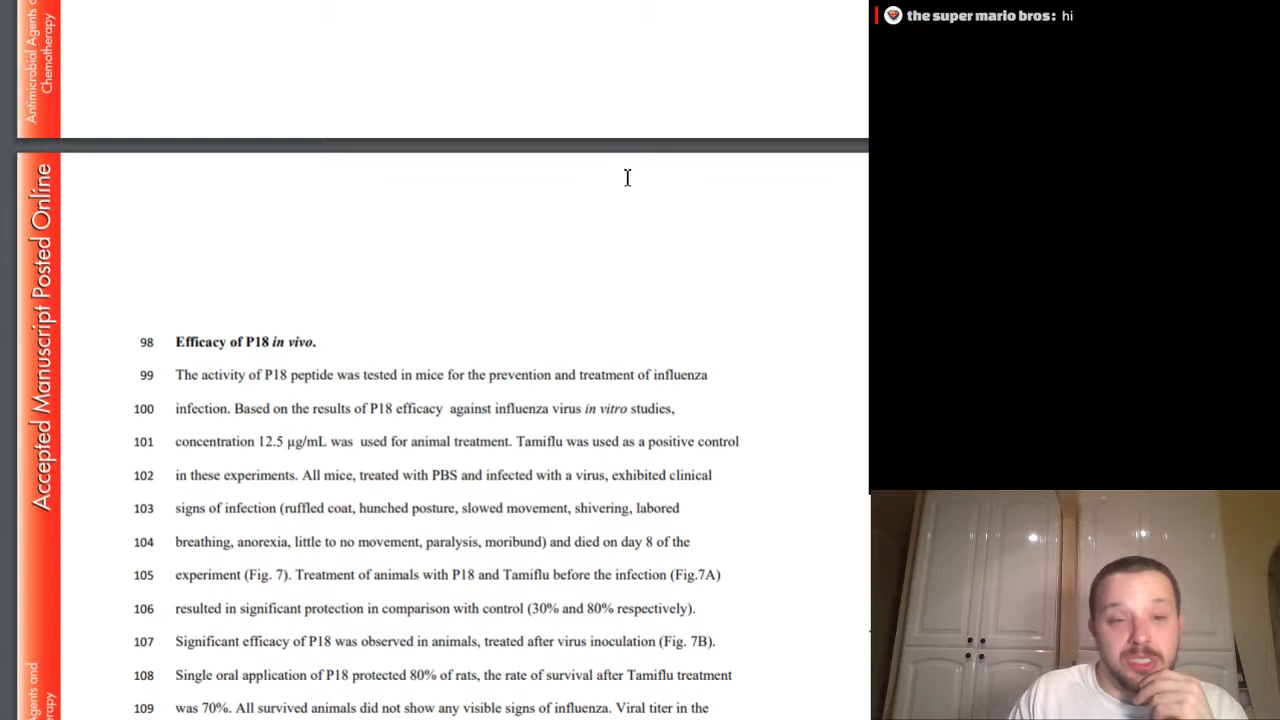 Antimicrobial Agents
Chemotherapy
the super mario bros: hi
Accepted Manuscript Posted Online
98 Efficacy of P18 in vivo.
99 The activity of P18 peptide was tested in mice for the prevention and treatment of influenza
100 infection. Based on the results of P18 efficacy against influenza virus in vitro studies,
101 concentration 12.5 µg/mL was used for animal treatment. Tamiflu was used as a positive control
102 in these experiments. All mice, treated with PBS and infected with a virus, exhibited clinical
103 signs of infection (ruffled coat, hunched posture, slowed movement, shivering, labored
104 breathing, anorexia, little to no movement, paralysis, moribund) and died on day 8 of the
105 experiment (Fig. 7). Treatment of animals with P18 and Tamiflu before the infection (Fig.7A)
106 resulted in significant protection in comparison with control (30% and 80% respectively).
107 Significant efficacy of P18 was observed in animals, treated after virus inoculation (Fig. 7B).
108 Single oral application of P18 protected 80% of rats, the rate of survival after Tamiflu treatment
109 was 70%. All survived animals did not show any visible signs of influenza. Viral titer in the
Agents and